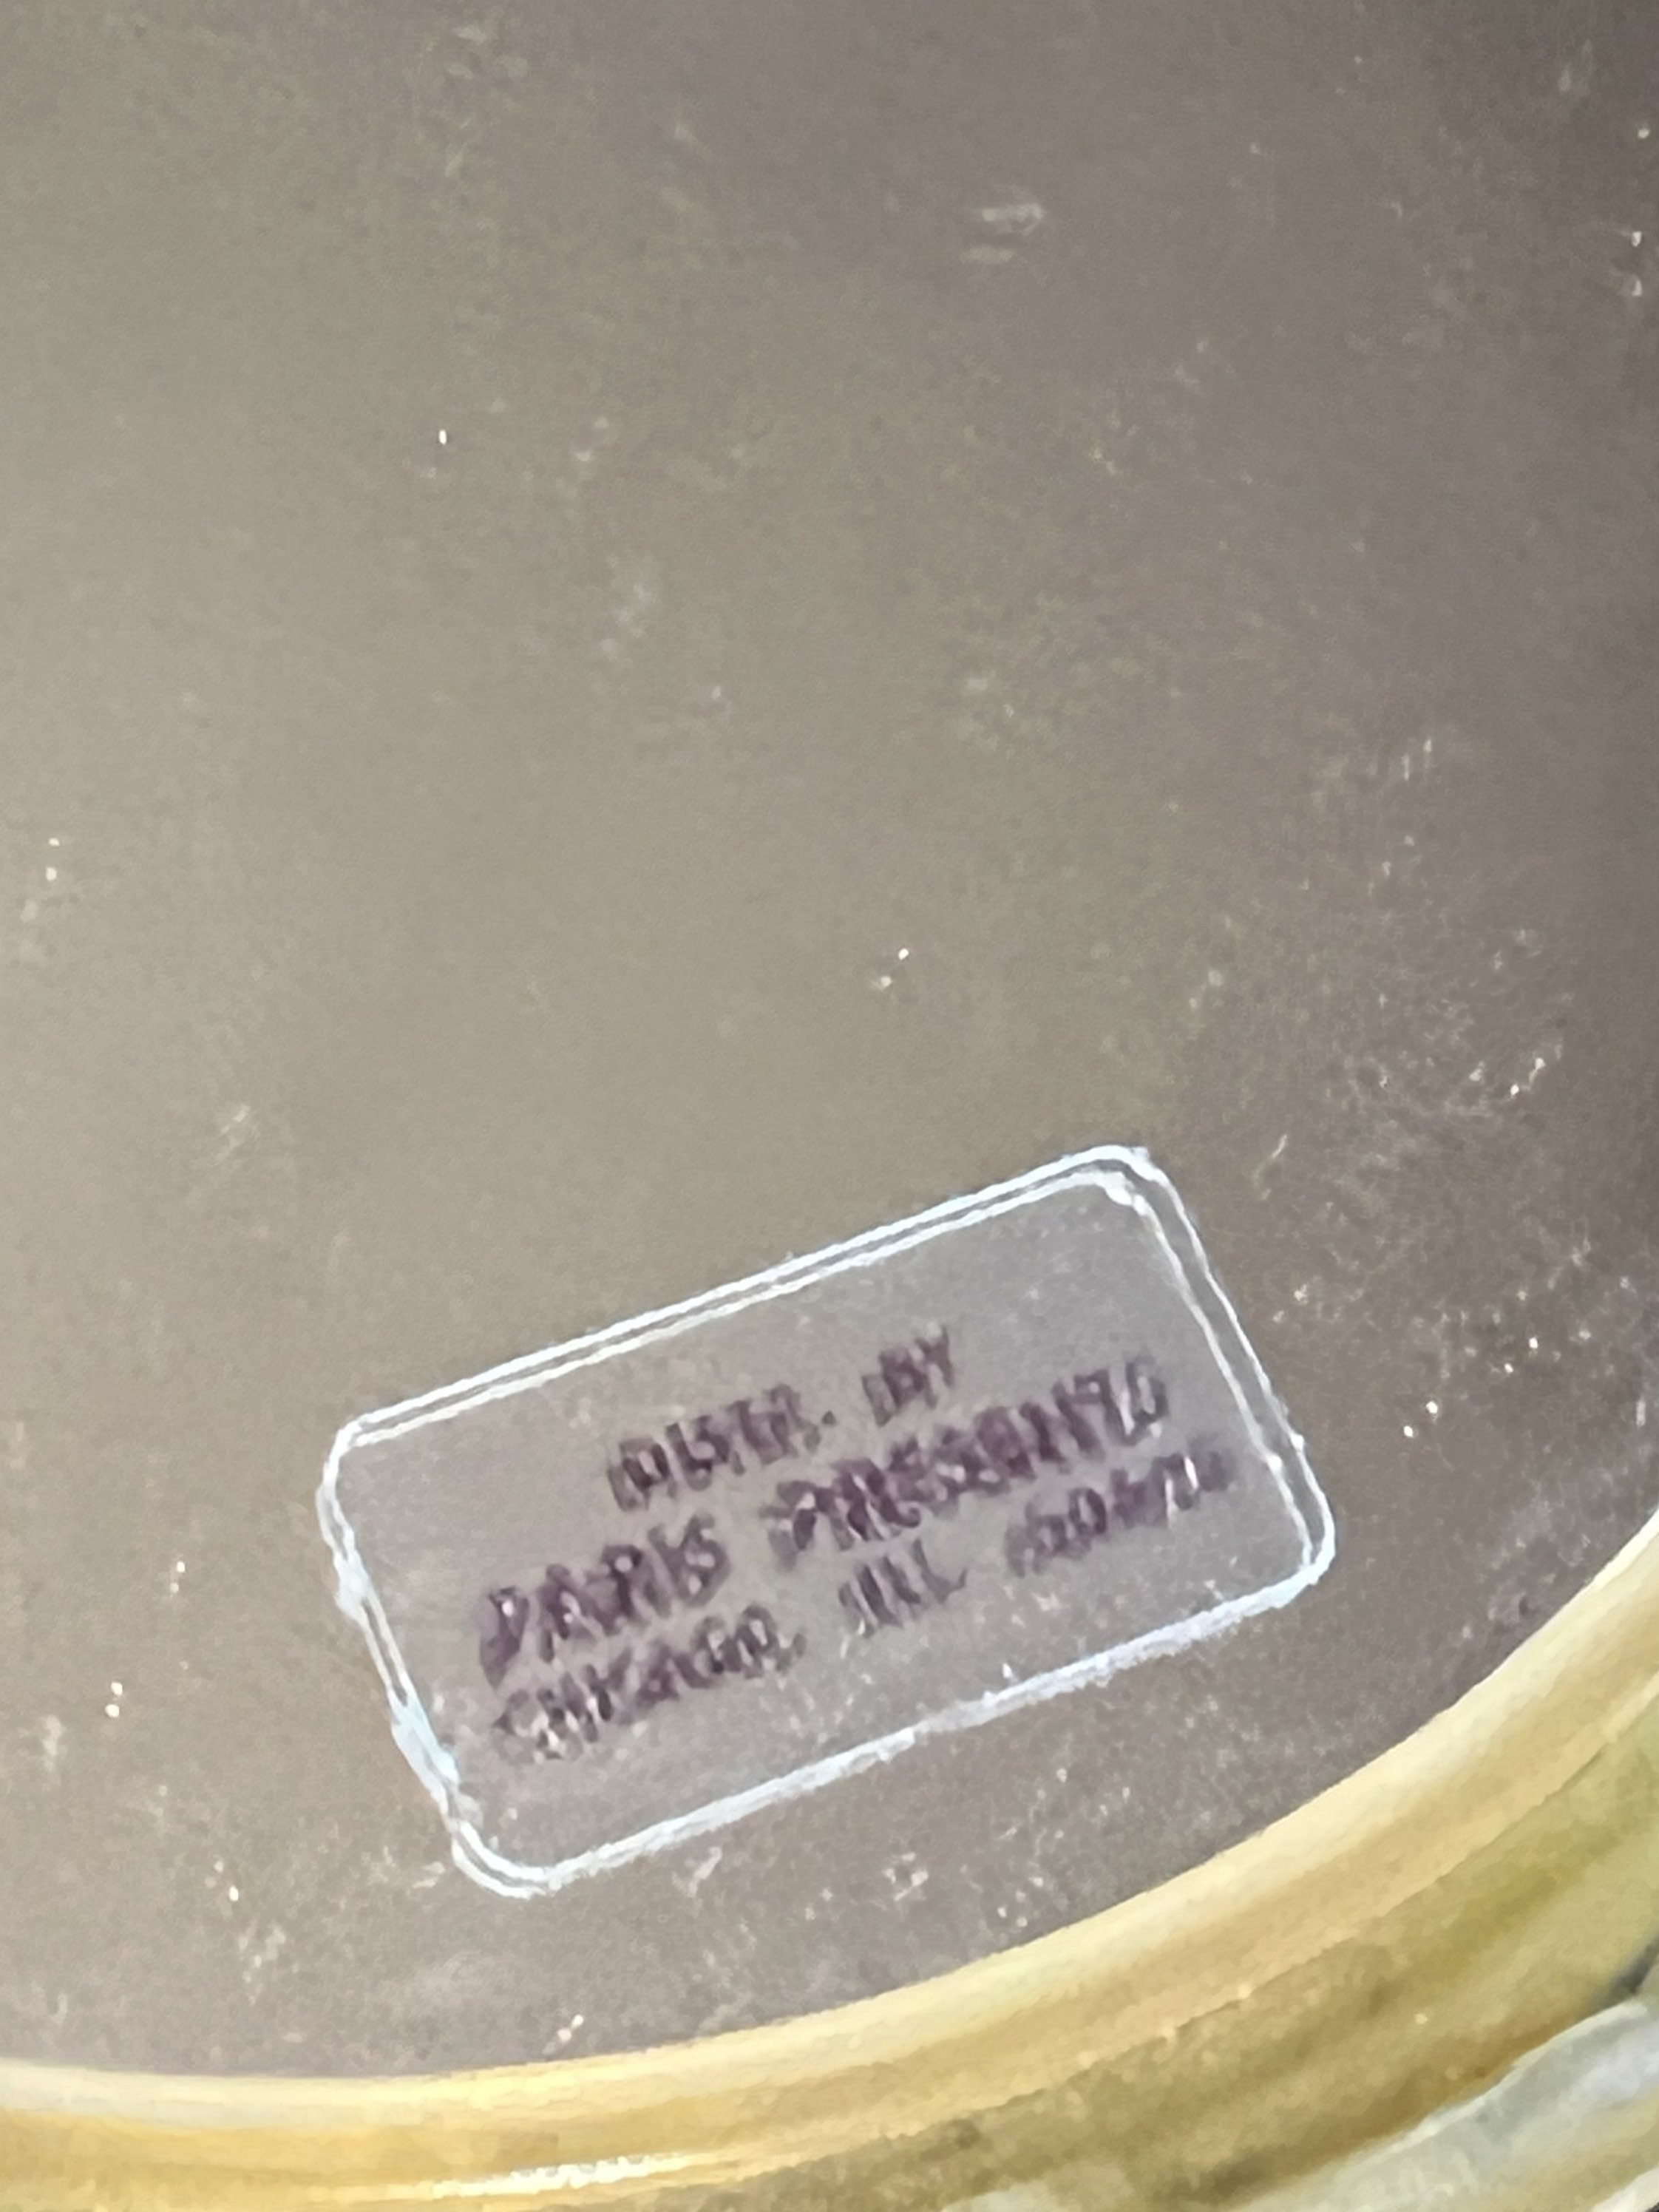 DISTR. BY
PARIS PRESENTS
CHICAGO, ILL.